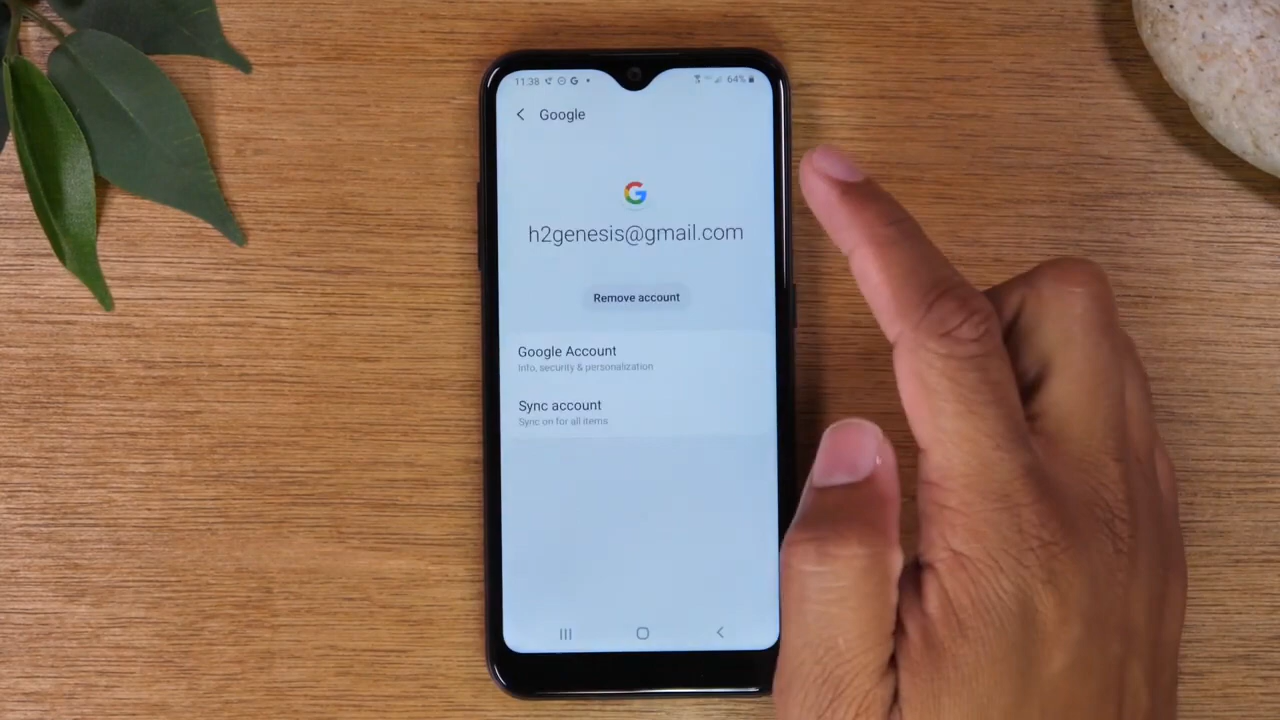 11:38
64%
Google
h2genesis@gmail.com
Remove account
Google Account
Info, security & personalization
Sync account
Sync on for all items